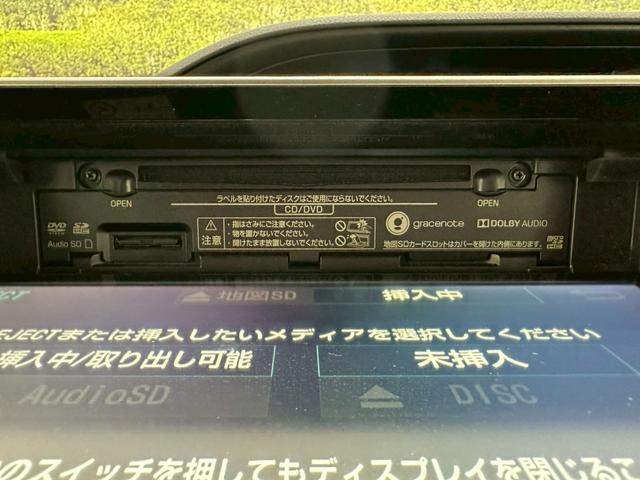 ラベルを貼り付けたディスクはご使用にならないでください。
OPEN
CD/DVD
OPEN
DVD
Audio SD
注意
・指はさみにご注意ください。
・物を置かないでください。
・開けたまま放置しないでください。
gracenote
DOLBY AUDIO
地図SDカードスロットはカバーを開けた内側にあります。
地図SD
挿入中
EJECTまたは挿入したいメディアを選択してください
挿入中/取り出し可能
未挿入
AudioSD
DISC
のスイッチを押してもディスプレイを閉じるこ